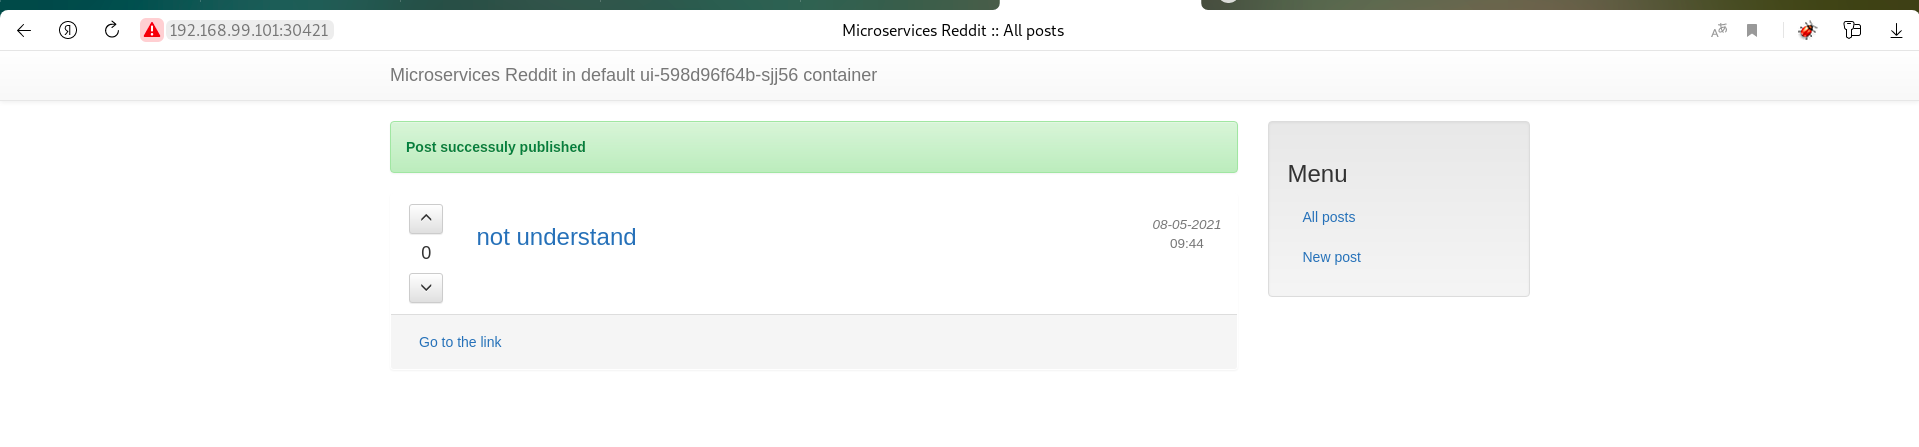 192.168.99.101:30421
Microservices Reddit :: All posts
Microservices Reddit in default ui-598d96f64b-sjj56 container
Post successuly published
0
not understand
08-05-2021
09:44
Go to the link
Menu
All posts
New post